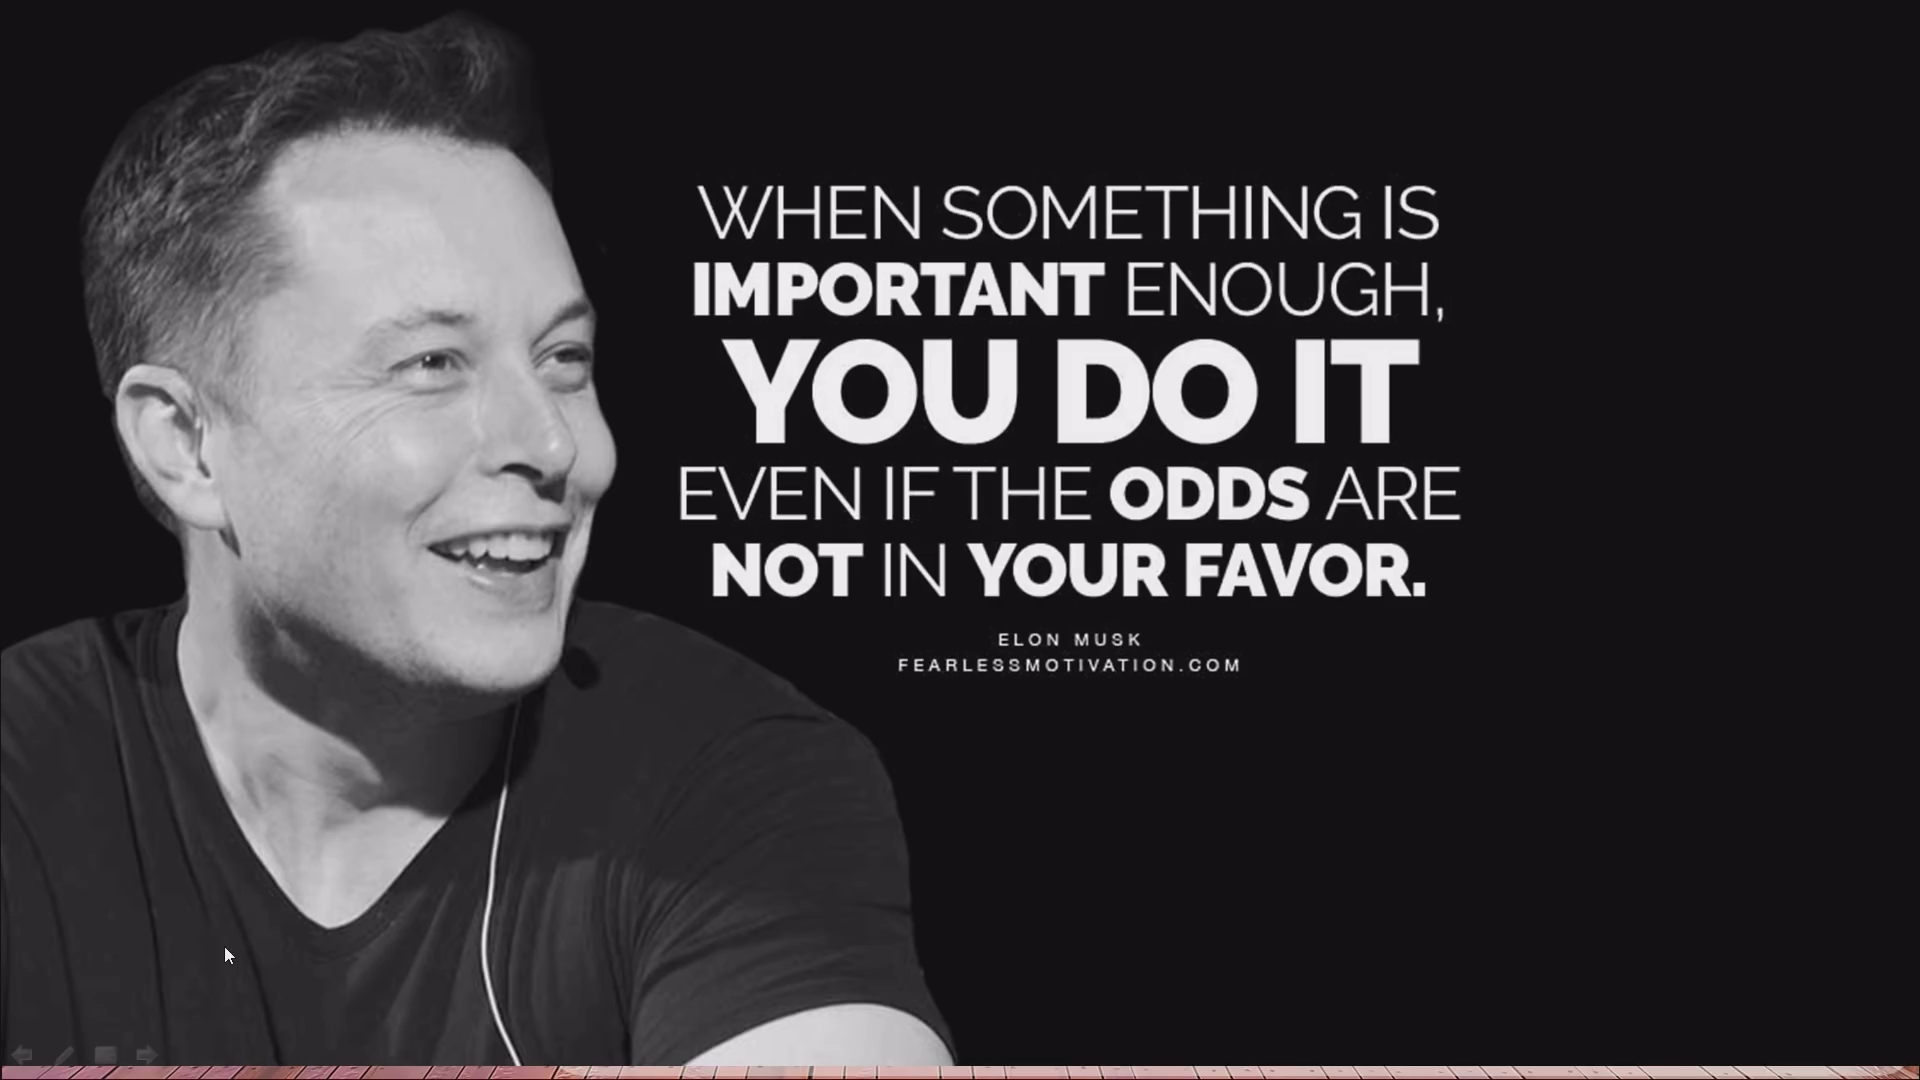 WHEN SOMETHING IS
IMPORTANT ENOUGH,
YOU DO IT
EVEN IF THE ODDS ARE
NOT IN YOUR FAVOR.
ELON MUSK
FEARLESSMOTIVATION.COM